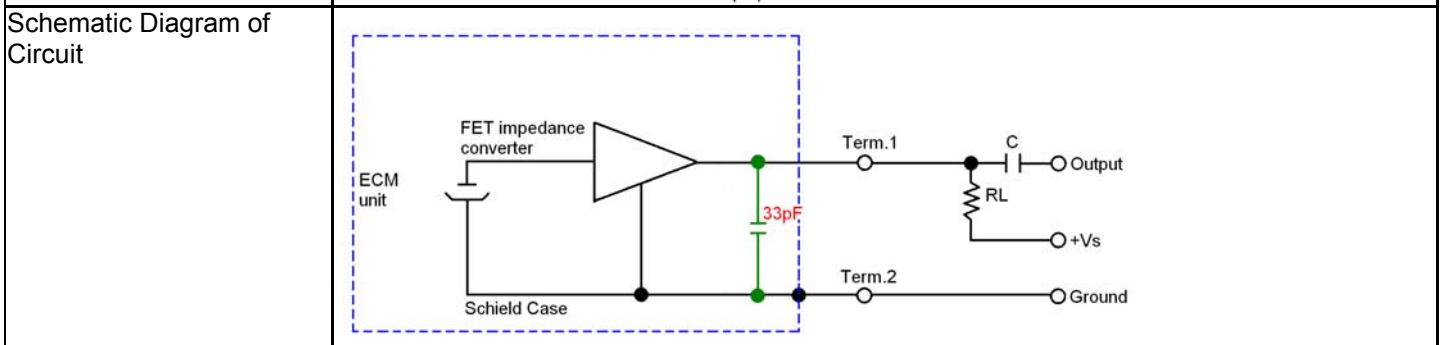 Schematic Diagram of
Circuit
FET impedance
converter
ECM
unit
33pF
Schield Case
Term.1
C
Output
RL
+Vs
Term.2
Ground